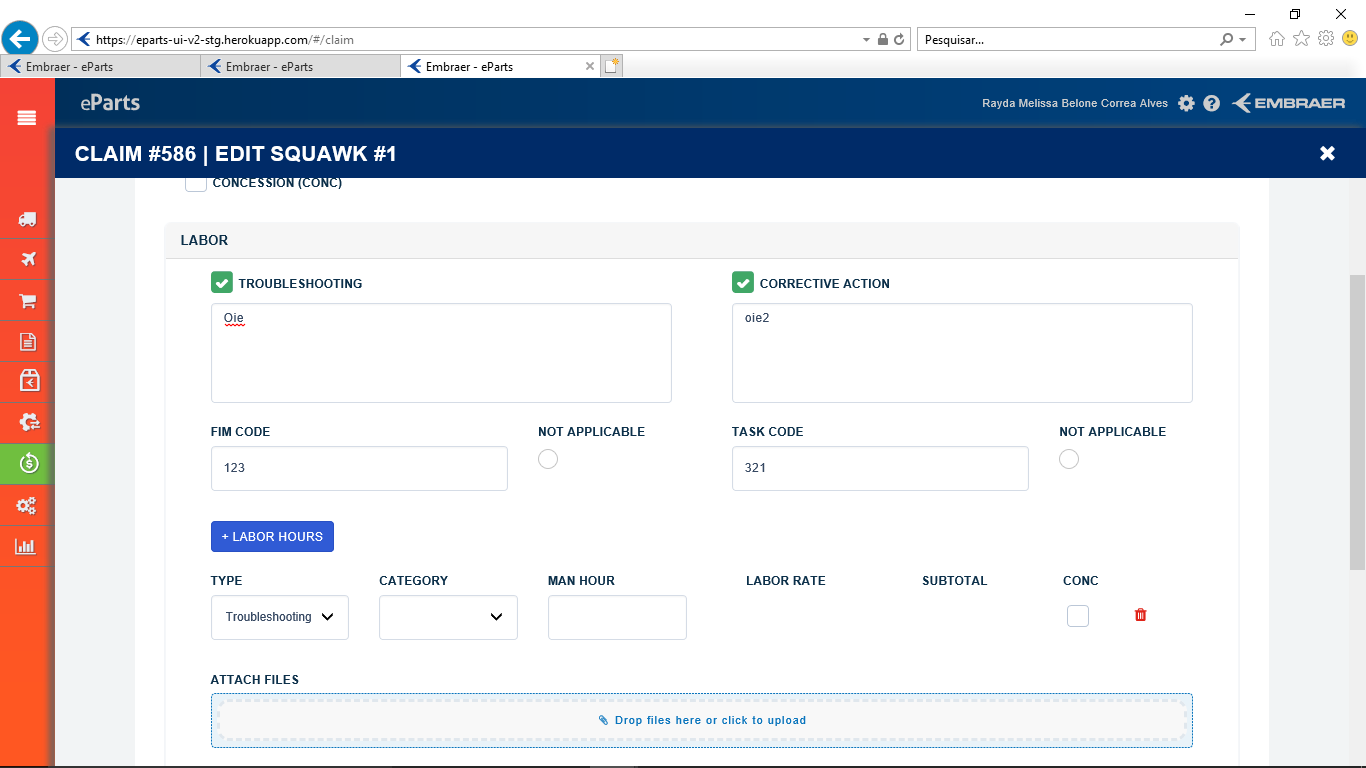 https://eparts-ui-v2-stg.herokuapp.com/#/claim
Pesquisar...
Embraer - eParts
Embraer - eParts
Embraer - eParts
eParts
Rayda Melissa Belone Correa Alves
EMBRAER
CLAIM #586 | EDIT SQUAWK #1
CONCESSION (CONC)
LABOR
TROUBLESHOOTING
CORRECTIVE ACTION
Oie
oie2
FIM CODE
NOT APPLICABLE
TASK CODE
NOT APPLICABLE
123
321
+ LABOR HOURS
TYPE
CATEGORY
MAN HOUR
LABOR RATE
SUBTOTAL
CONC
Troubleshooting
ATTACH FILES
Drop files here or click to upload